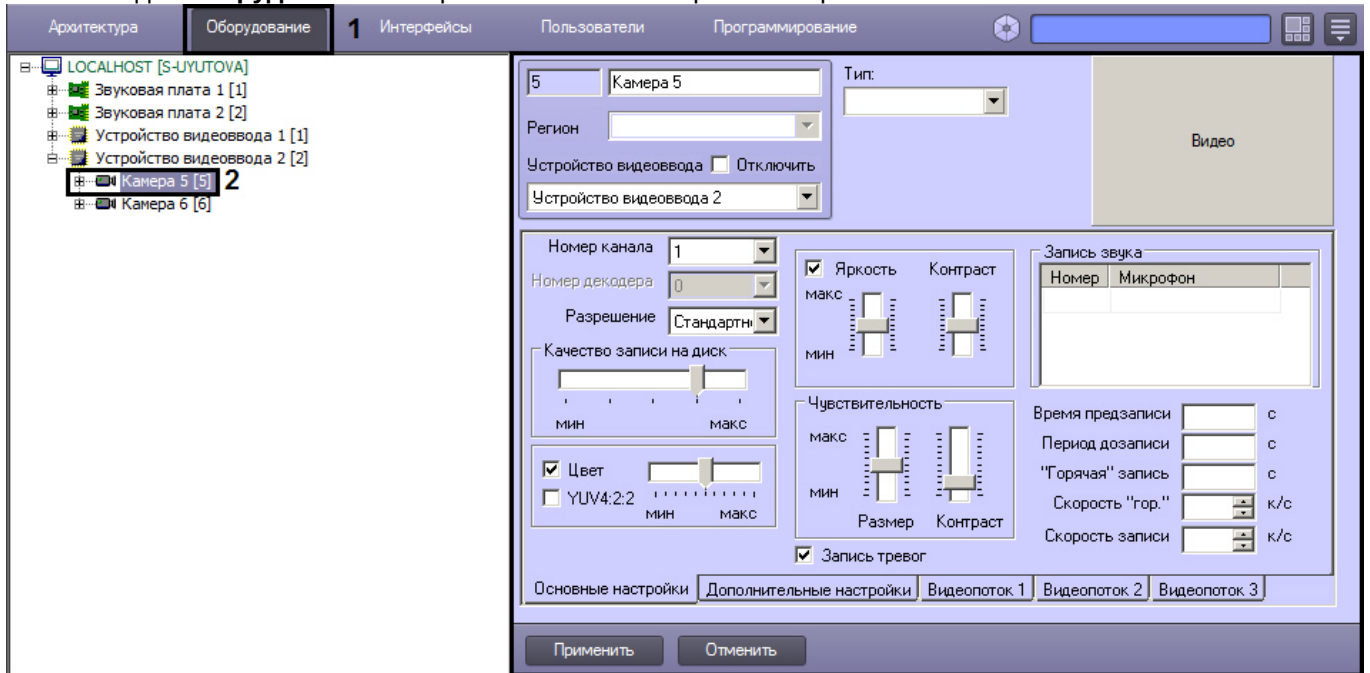 Архитектура Оборудование 1 Интерфейсы Пользователи Программирование
LOCALHOST [S-UYUTOVA]
Звуковая плата 1 [1]
Звуковая плата 2 [2]
Устройство видеоввода 1 [1]
Устройство видеоввода 2 [2]
Камера 5 [5] 2
Камера 6 [6]
5 Камера 5
Тип:
Регион
Устройство видеоввода Отключить
Устройство видеоввода 2
Видео
Номер канала 1
Номер декодера 0
Разрешение Стандартн
Качество записи на диск
мин макс
Цвет
YUV4:2:2
мин макс
Яркость Контраст
макс
мин
Чувствительность
макс
мин
Размер Контраст
Запись тревог
Запись звука
Номер Микрофон
Время предзаписи с
Период дозаписи с
"Горячая" запись с
Скорость "гор." к/с
Скорость записи к/с
Основные настройки Дополнительные настройки Видеопоток 1 Видеопоток 2 Видеопоток 3
Применить Отменить